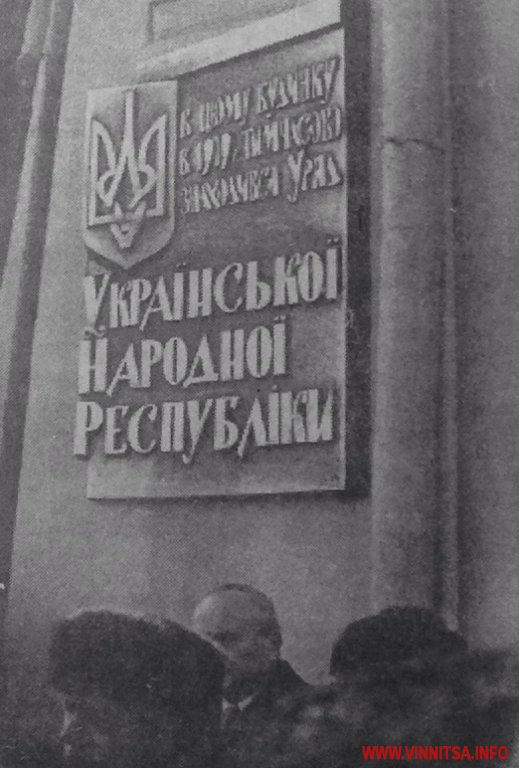 В цьому будинку
в 1919 р. тимчасово
знаходився Уряд
Української
Народної
Республіки
WWW.VINNITSA.INFO